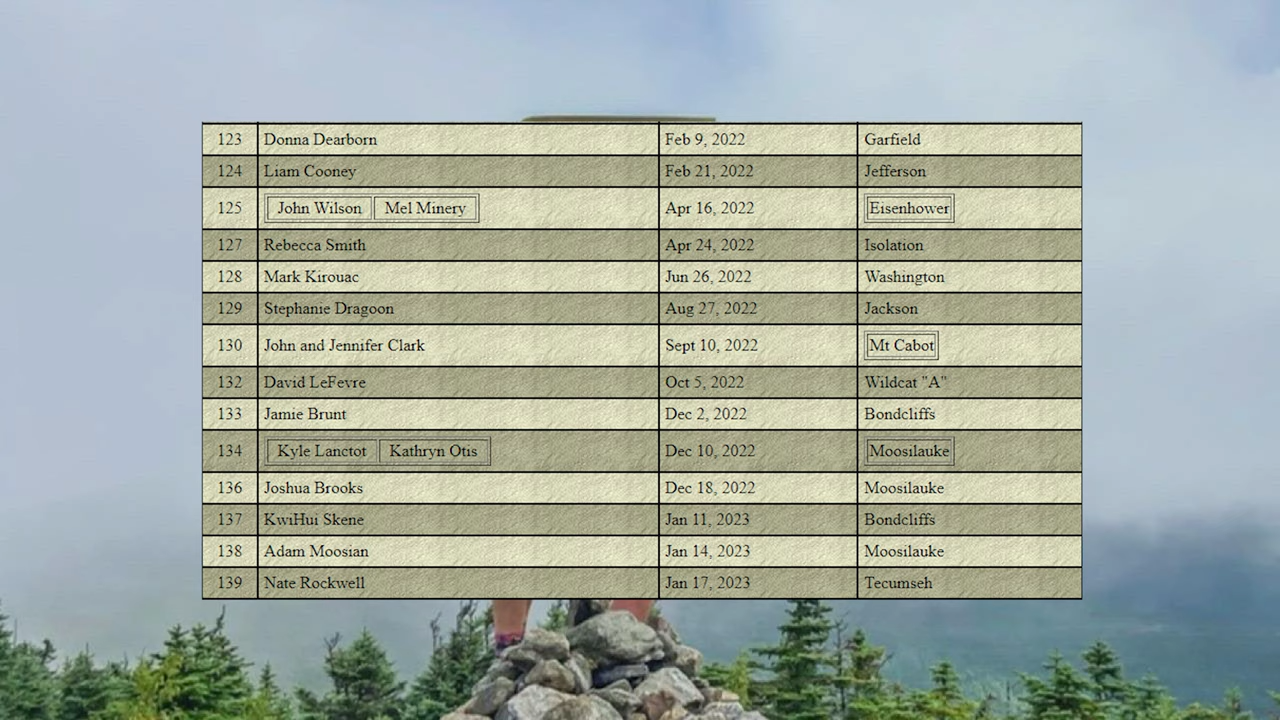 123 Donna Dearborn Feb 9, 2022 Garfield
124 Liam Cooney Feb 21, 2022 Jefferson
125 John Wilson Mel Minery Apr 16, 2022 Eisenhower
127 Rebecca Smith Apr 24, 2022 Isolation
128 Mark Kirouac Jun 26, 2022 Washington
129 Stephanie Dragoon Aug 27, 2022 Jackson
130 John and Jennifer Clark Sept 10, 2022 Mt Cabot
132 David LeFevre Oct 5, 2022 Wildcat "A"
133 Jamie Brunt Dec 2, 2022 Bondcliffs
134 Kyle Lanctot Kathryn Otis Dec 10, 2022 Moosilauke
136 Joshua Brooks Dec 18, 2022 Moosilauke
137 KwiHui Skene Jan 11, 2023 Bondcliffs
138 Adam Moosian Jan 14, 2023 Moosilauke
139 Nate Rockwell Jan 17, 2023 Tecumseh